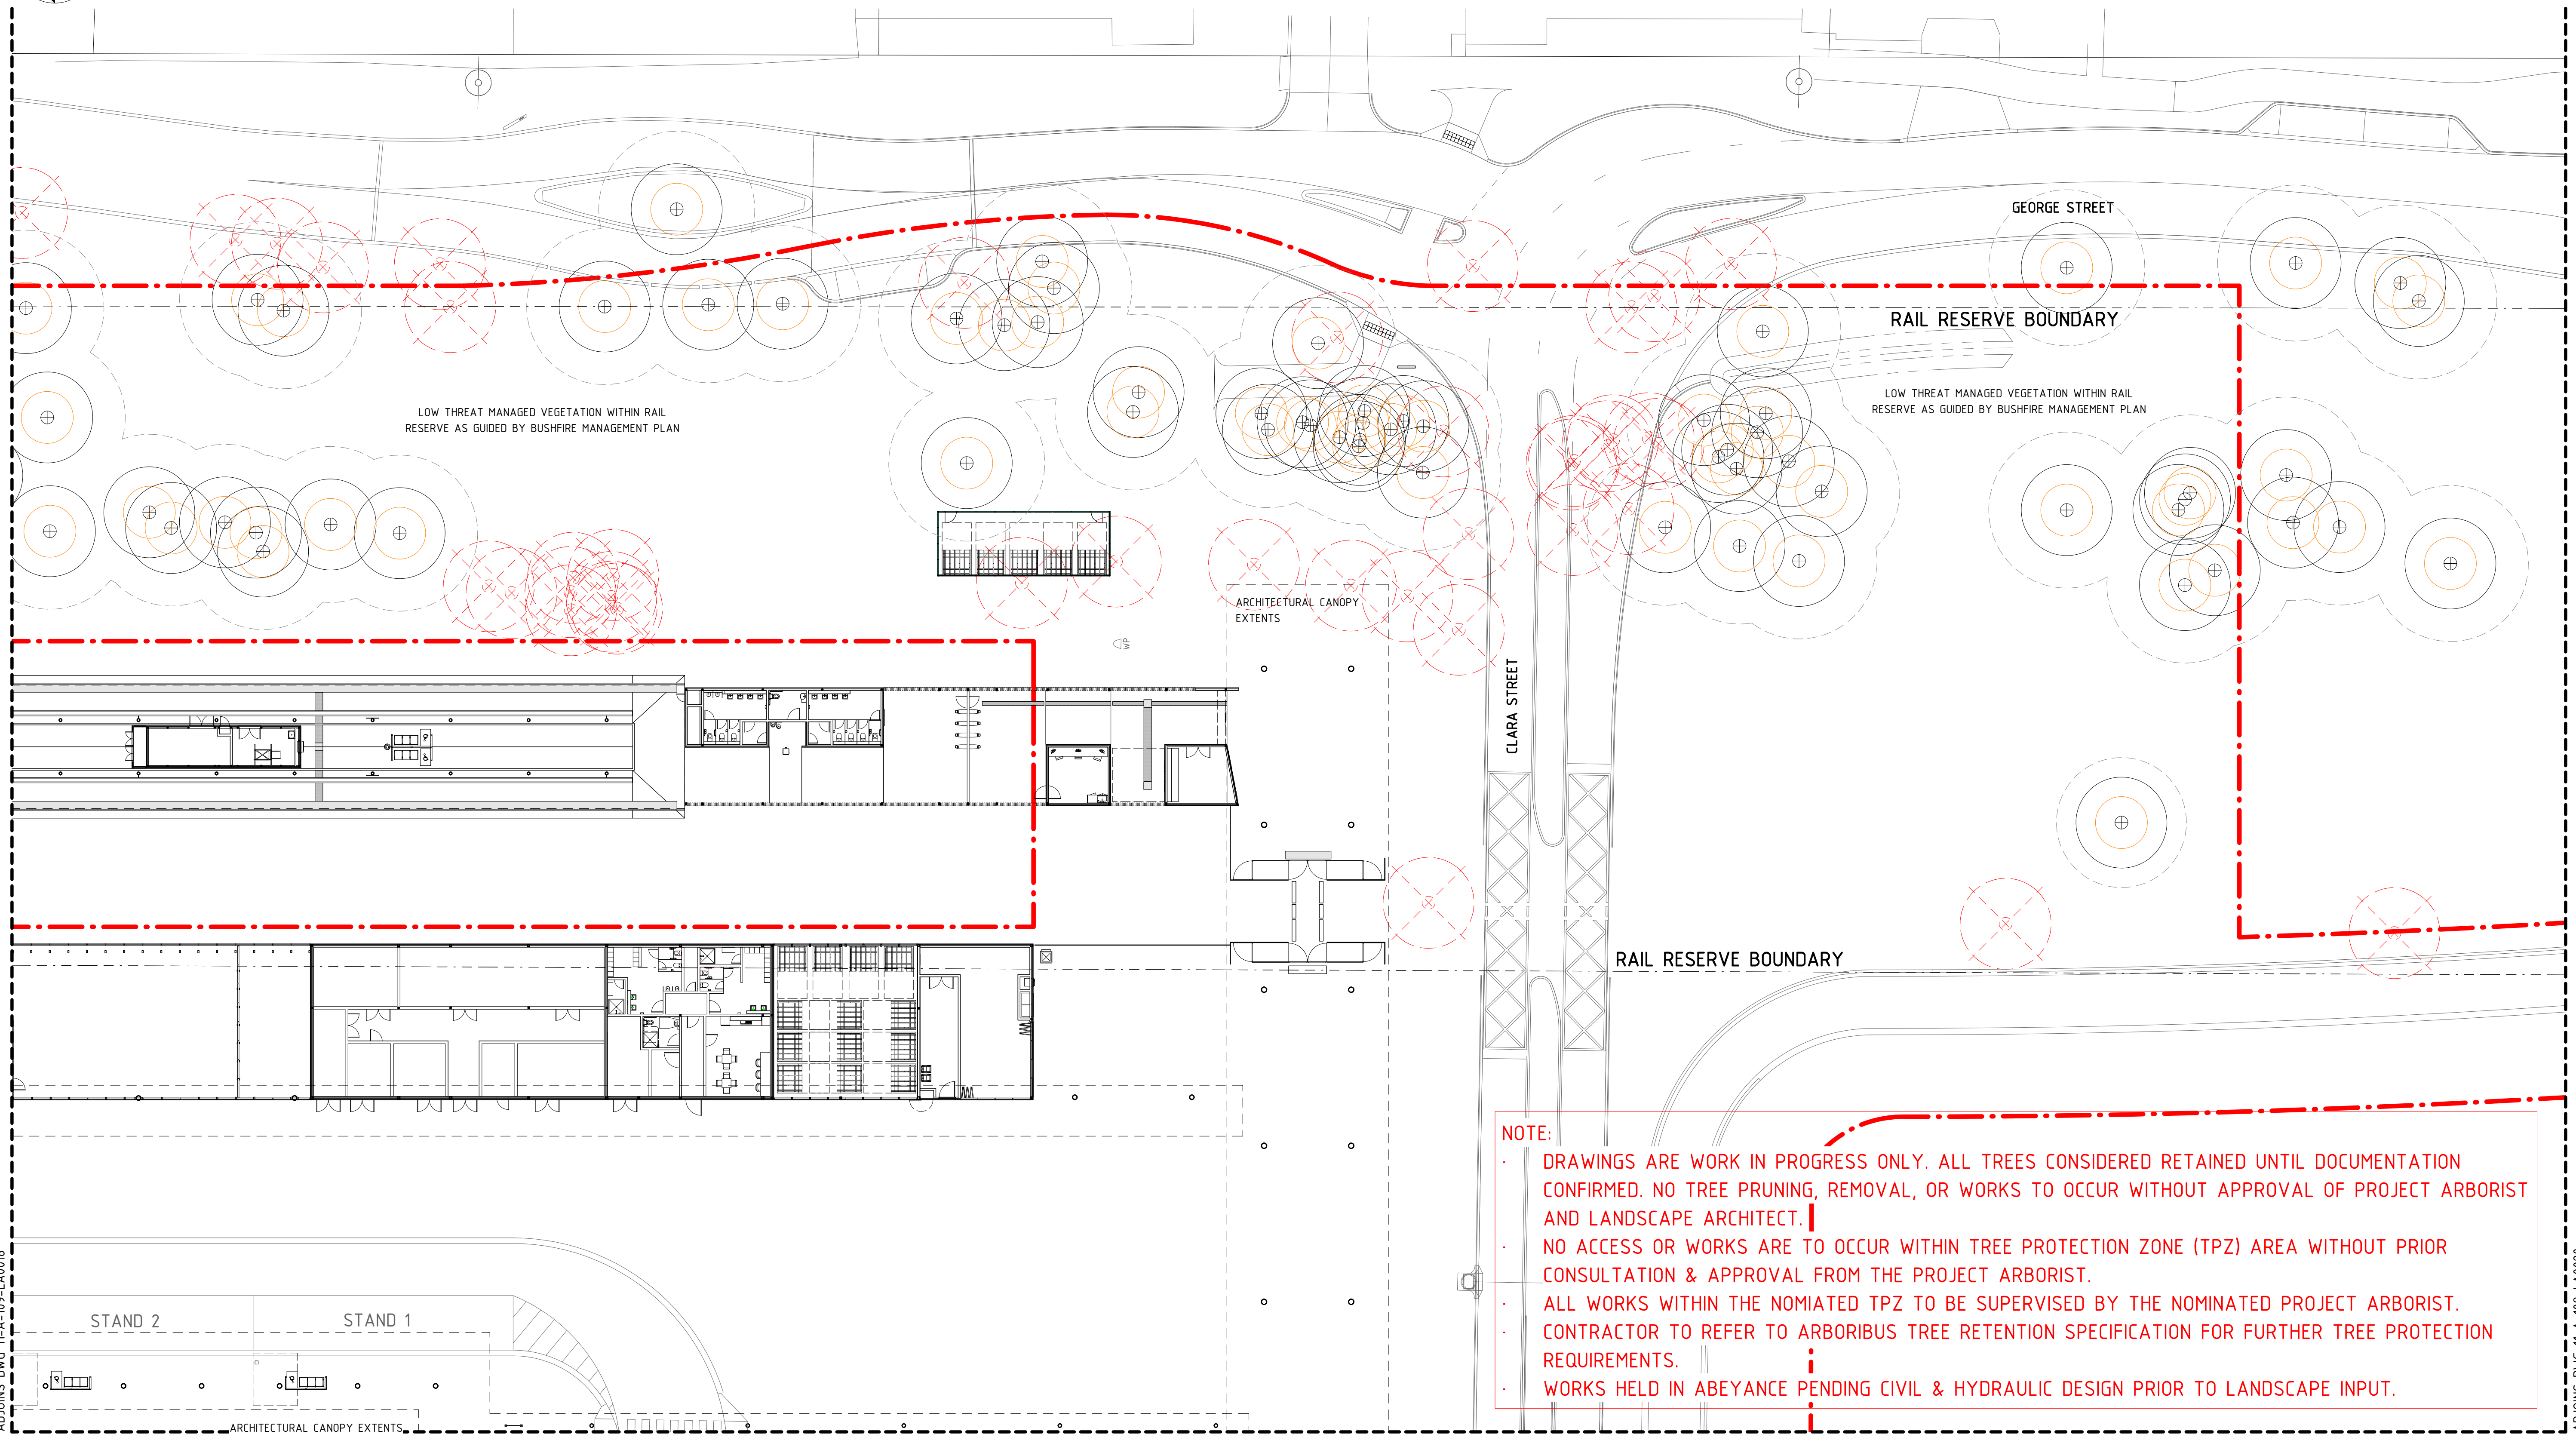 GEORGE STREET
RAIL RESERVE BOUNDARY
LOW THREAT MANAGED VEGETATION WITHIN RAIL
RESERVE AS GUIDED BY BUSHFIRE MANAGEMENT PLAN
LOW THREAT MANAGED VEGETATION WITHIN RAIL
RESERVE AS GUIDED BY BUSHFIRE MANAGEMENT PLAN
ARCHITECTURAL CANOPY
EXTENTS
WP
CLARA STREET
RAIL RESERVE BOUNDARY
NOTE:
- DRAWINGS ARE WORK IN PROGRESS ONLY. ALL TREES CONSIDERED RETAINED UNTIL DOCUMENTATION
CONFIRMED. NO TREE PRUNING, REMOVAL, OR WORKS TO OCCUR WITHOUT APPROVAL OF PROJECT ARBORIST
AND LANDSCAPE ARCHITECT.
- NO ACCESS OR WORKS ARE TO OCCUR WITHIN TREE PROTECTION ZONE (TPZ) AREA WITHOUT PRIOR
CONSULTATION & APPROVAL FROM THE PROJECT ARBORIST.
- ALL WORKS WITHIN THE NOMIATED TPZ TO BE SUPERVISED BY THE NOMINATED PROJECT ARBORIST.
- CONTRACTOR TO REFER TO ARBORIBUS TREE RETENTION SPECIFICATION FOR FURTHER TREE PROTECTION
REQUIREMENTS.
- WORKS HELD IN ABEYANCE PENDING CIVIL & HYDRAULIC DESIGN PRIOR TO LANDSCAPE INPUT.
STAND 2
STAND 1
ARCHITECTURAL CANOPY EXTENTS